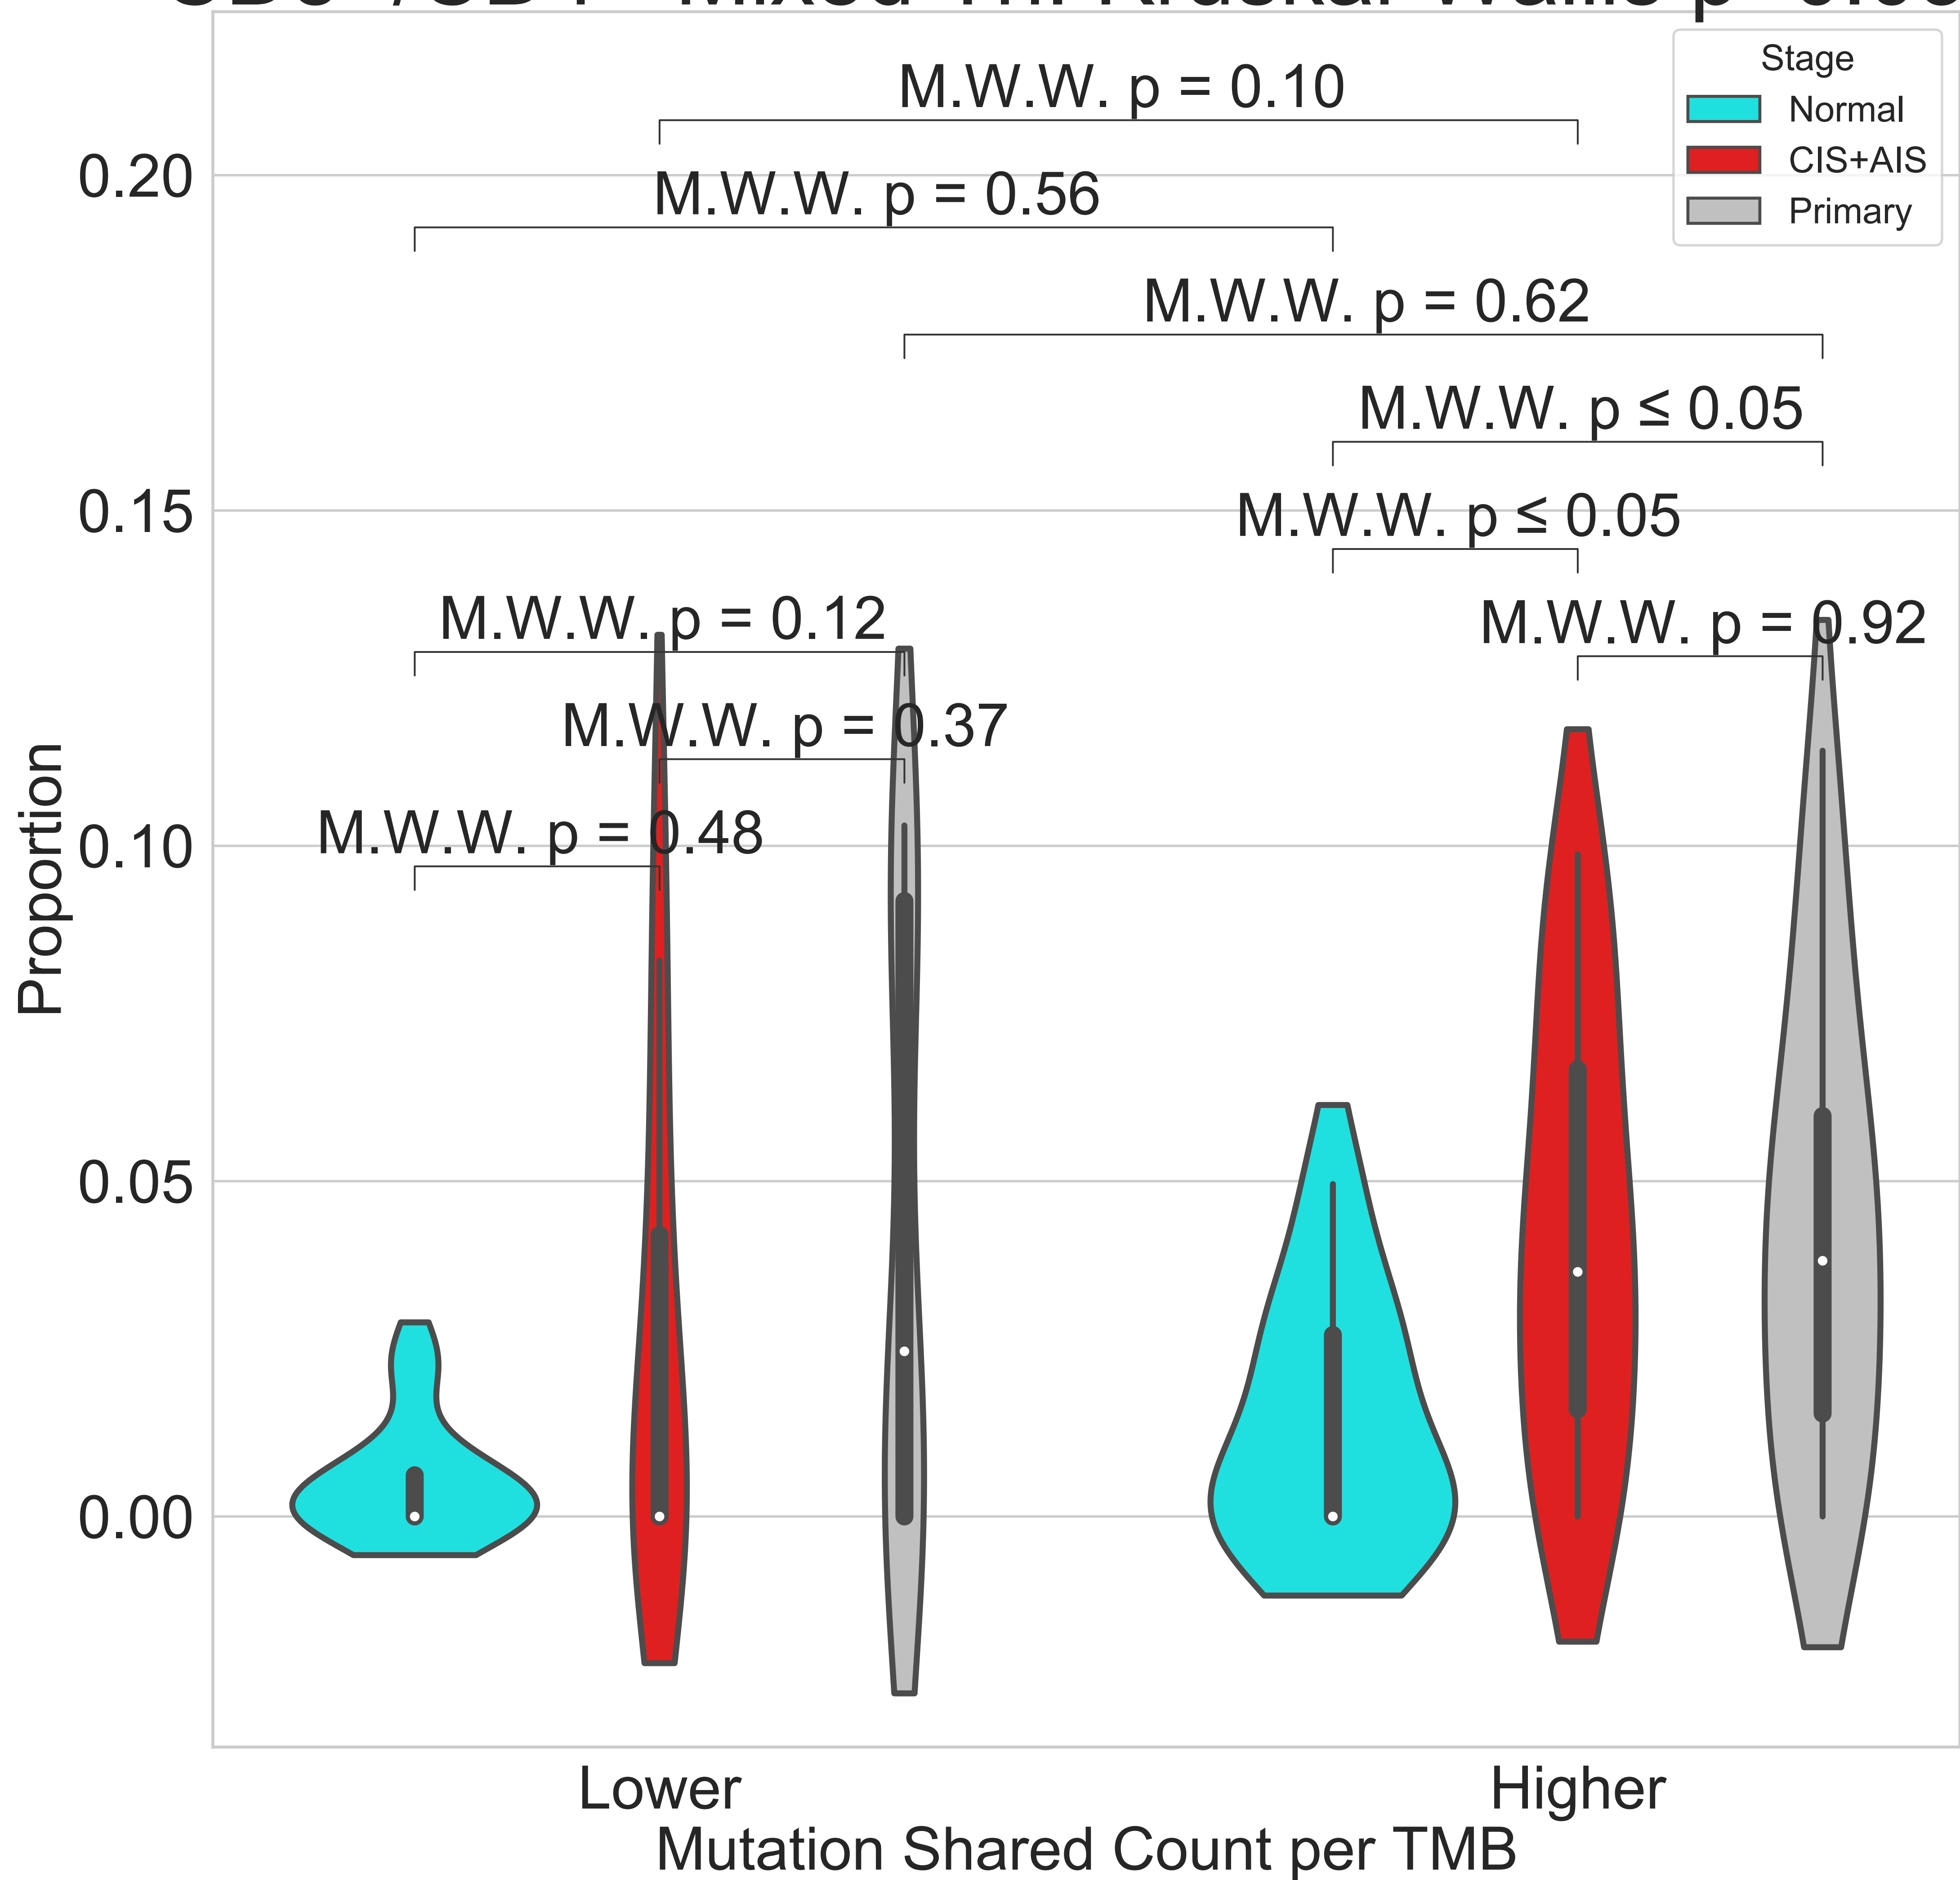 Stage
Normal
CIS+AIS
Primary
M.W.W. p = 0.10
M.W.W. p = 0.56
M.W.W. p = 0.62
M.W.W. p ≤ 0.05
M.W.W. p ≤ 0.05
M.W.W. p = 0.92
M.W.W. p = 0.12
M.W.W. p = 0.37
M.W.W. p = 0.48
0.20
0.15
0.10
0.05
0.00
Proportion
Lower
Higher
Mutation Shared Count per TMB